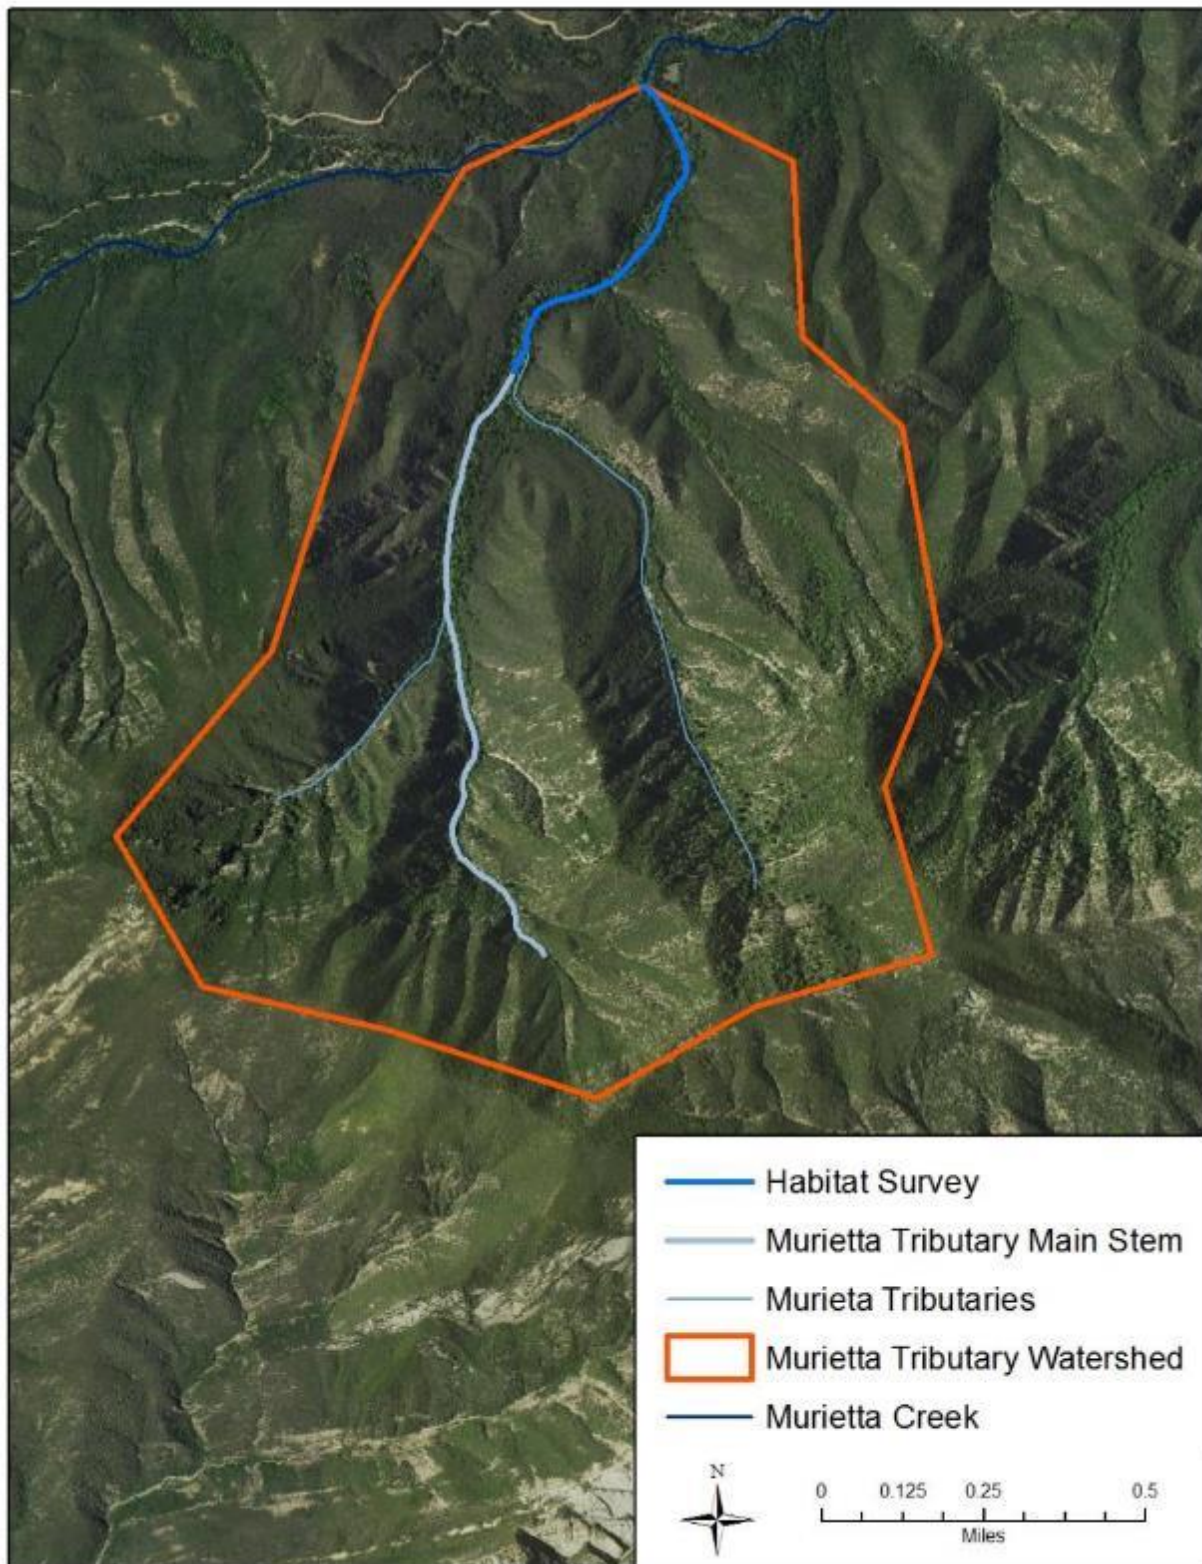 Habitat Survey
Murietta Tributary Main Stem
Murieta Tributaries
Murietta Tributary Watershed
Murietta Creek
N
0 0.125 0.25 0.5
Miles